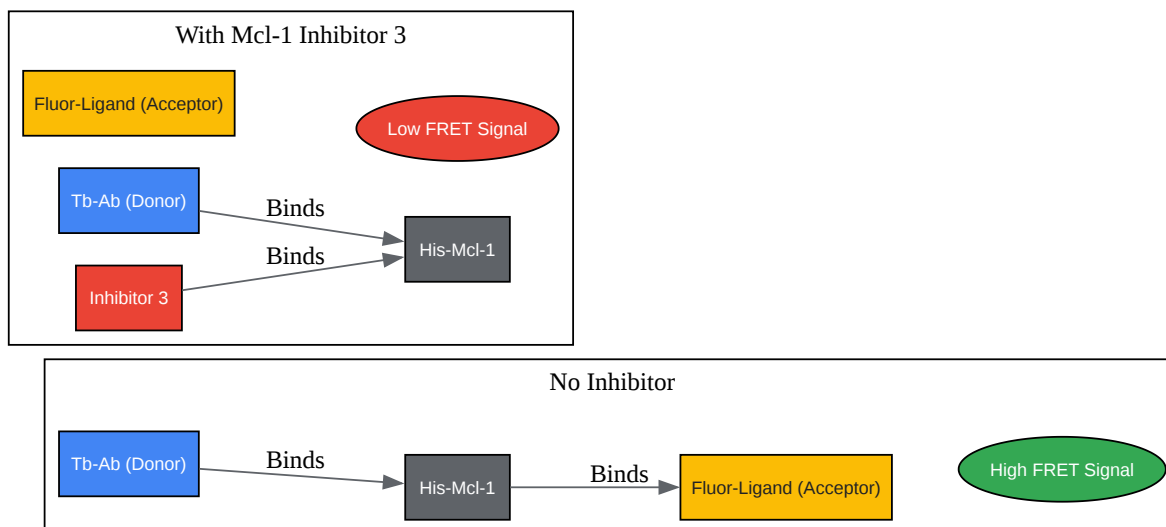 With Mcl-1 Inhibitor 3
Fluor-Ligand (Acceptor)
Low FRET Signal
Tb-Ab (Donor)
Binds
His-Mcl-1
Binds
Inhibitor 3
No Inhibitor
Tb-Ab (Donor)
Binds
His-Mcl-1
Binds
Fluor-Ligand (Acceptor)
High FRET Signal